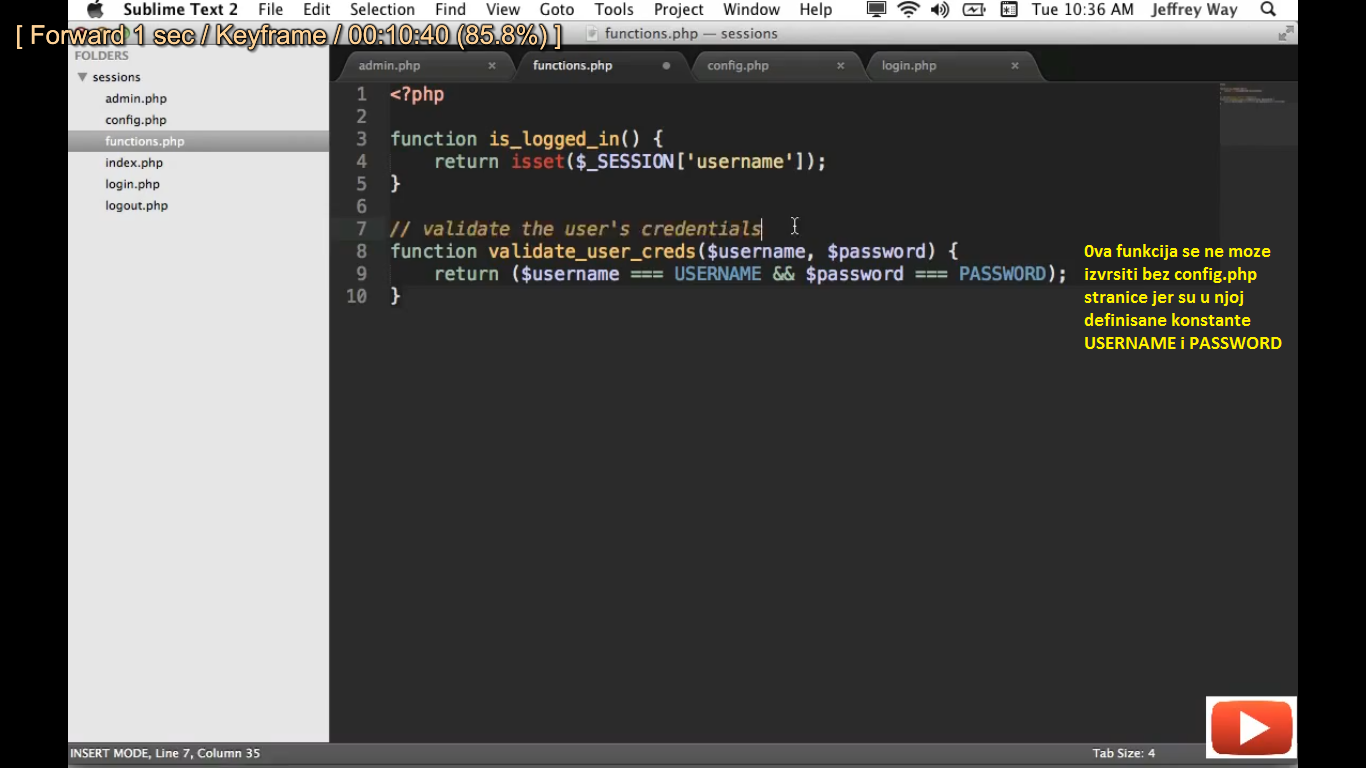 Sublime Text 2 File Edit Selection Find View Goto Tools Project Window Help Tue 10:36 AM Jeffrey Way
[ Forward 1 sec / Keyframe / 00:10:40 (85.8%) ]
functions.php — sessions
FOLDERS
sessions
admin.php
config.php
functions.php
index.php
login.php
logout.php
admin.php × functions.php config.php × login.php ×
1 <?php
2
3 function is_logged_in() {
4 return isset($_SESSION['username']);
5 }
6
7 // validate the user's credentials
8 function validate_user_creds($username, $password) {
9 return ($username === USERNAME && $password === PASSWORD);
10 }
Ova funkcija se ne moze
izvrsiti bez config.php
stranice jer su u njoj
definisane konstante
USERNAME i PASSWORD
INSERT MODE, Line 7, Column 35 Tab Size: 4